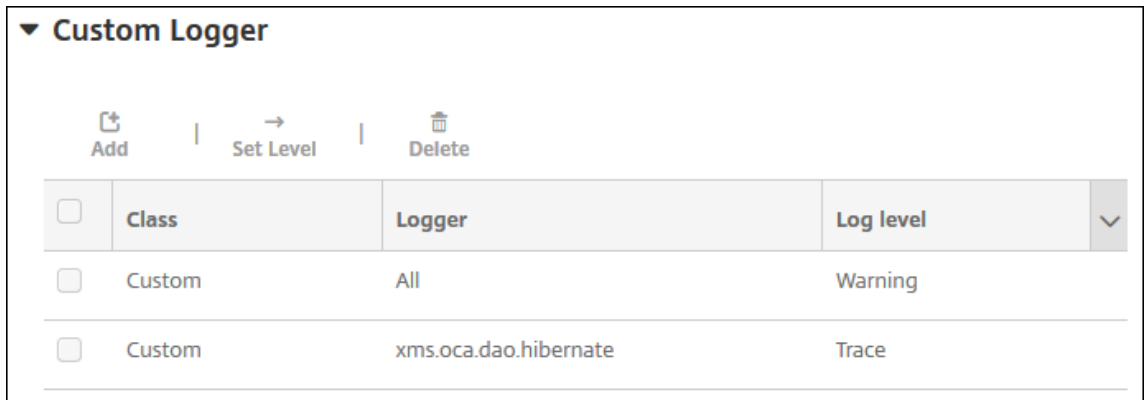 Custom Logger
Add | Set Level | Delete
Class Logger Log level
Custom All Warning
Custom xms.oca.dao.hibernate Trace